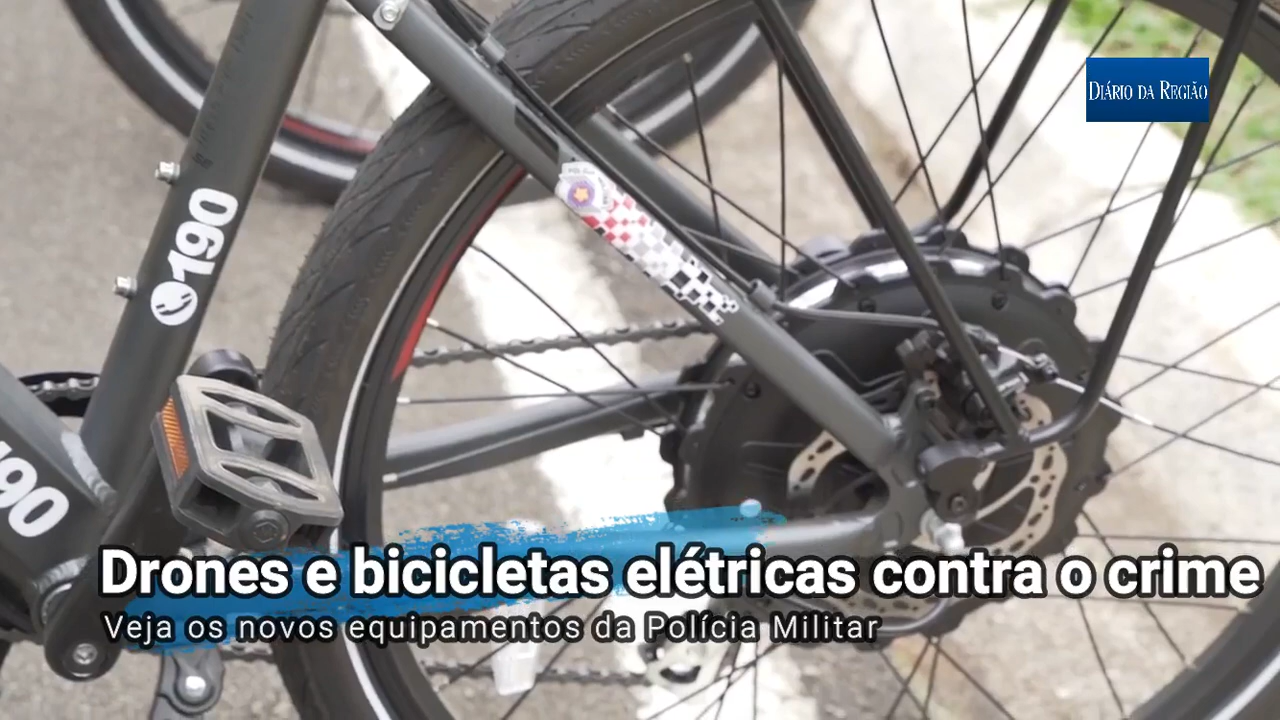 DIÁRIO DA REGIÃO
190
190
Drones e bicicletas elétricas contra o crime
Veja os novos equipamentos da Polícia Militar